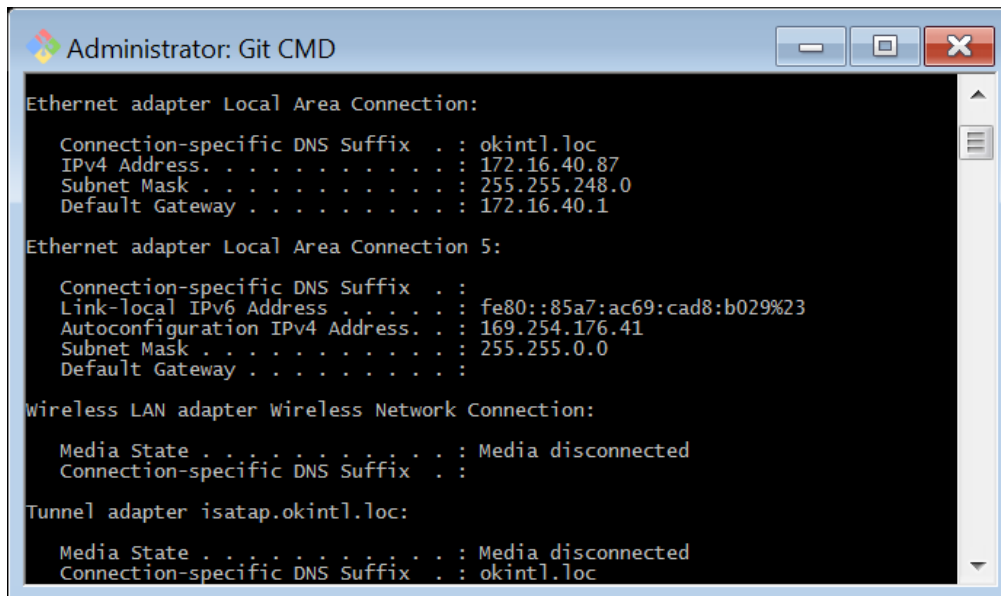 Administrator: Git CMD
Ethernet adapter Local Area Connection:
Connection-specific DNS Suffix  . : okintl.loc
IPv4 Address. . . . . . . . . . . : 172.16.40.87
Subnet Mask . . . . . . . . . . . : 255.255.248.0
Default Gateway . . . . . . . . . : 172.16.40.1
Ethernet adapter Local Area Connection 5:
Connection-specific DNS Suffix  . :
Link-local IPv6 Address . . . . . : fe80::85a7:ac69:cad8:b029%23
Autoconfiguration IPv4 Address. . : 169.254.176.41
Subnet Mask . . . . . . . . . . . : 255.255.0.0
Default Gateway . . . . . . . . . :
Wireless LAN adapter Wireless Network Connection:
Media State . . . . . . . . . . . : Media disconnected
Connection-specific DNS Suffix  . :
Tunnel adapter isatap.okintl.loc:
Media State . . . . . . . . . . . : Media disconnected
Connection-specific DNS Suffix  . : okintl.loc